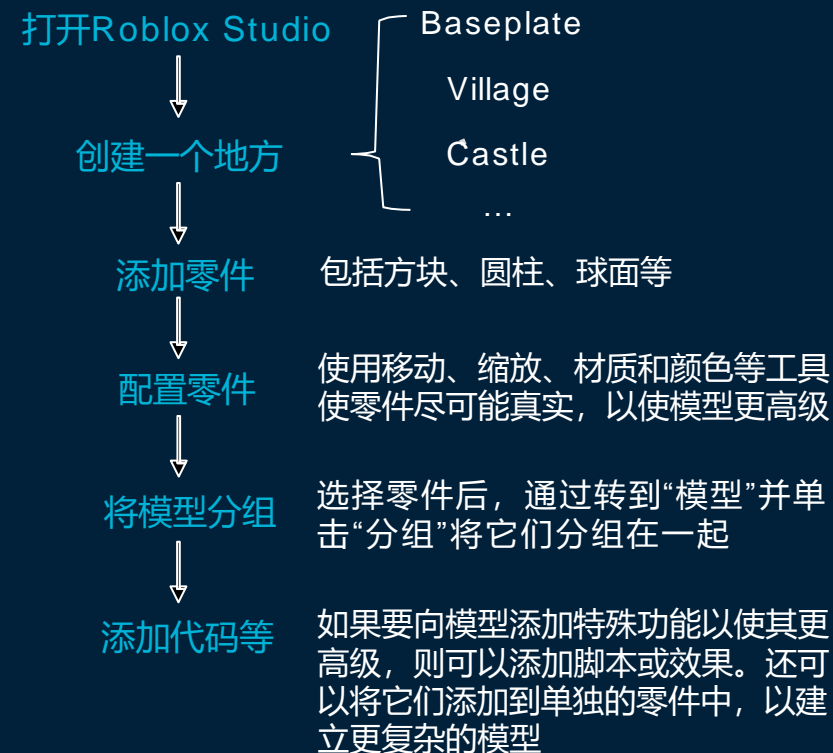 打开Roblox Studio
Baseplate
Village
创建一个地方
Castle
…
添加零件
包括方块、圆柱、球面等
配置零件
使用移动、缩放、材质和颜色等工具
使零件尽可能真实，以使模型更高级
将模型分组
选择零件后，通过转到“模型”并单
击“分组”将它们分组在一起
添加代码等
如果要向模型添加特殊功能以使其更
高级，则可以添加脚本或效果。还可
以将它们添加到单独的零件中，以建
立更复杂的模型